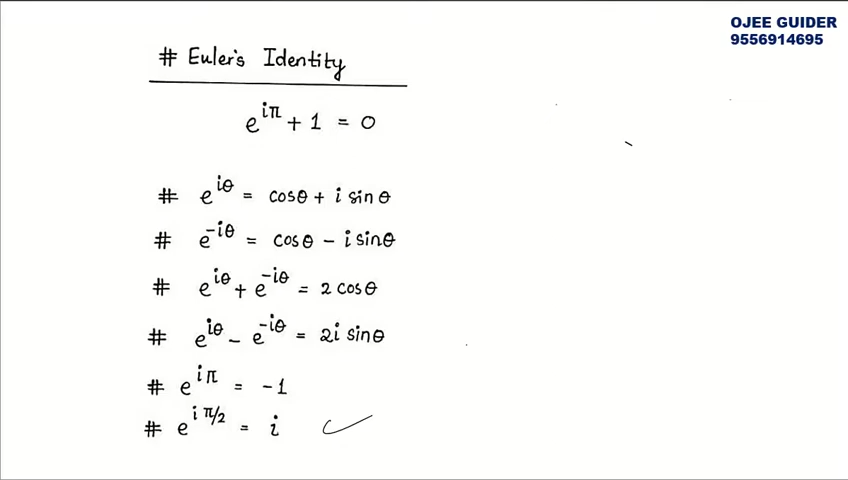 OJEE GUIDER
9556914695
# Euler's Identity
e^{iπ} + 1 = 0
# e^{iθ} = cosθ + i sinθ
# e^{-iθ} = cosθ - i sinθ
# e^{iθ} + e^{-iθ} = 2 cosθ
# e^{iθ} - e^{-iθ} = 2i sinθ
# e^{iπ} = -1
# e^{iπ/2} = i